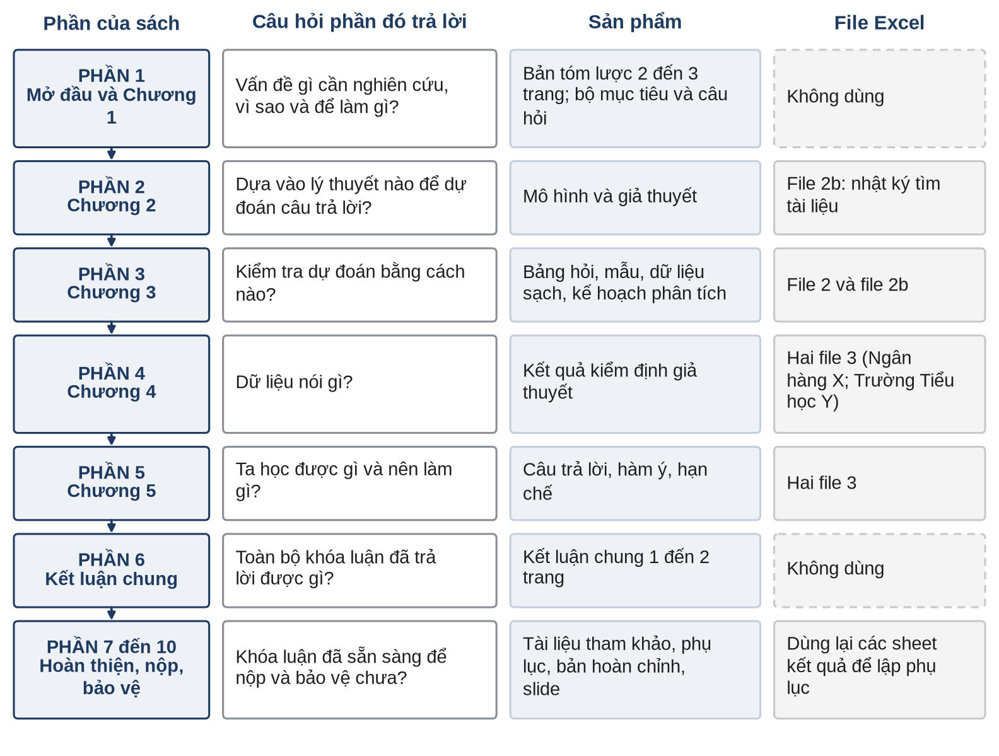 Phần của sách
Câu hỏi phần đó trả lời
Sản phẩm
File Excel
PHẦN 1
Mở đầu và Chương
1
Vấn đề gì cần nghiên cứu,
vì sao và để làm gì?
Bản tóm lược 2 đến 3
trang; bộ mục tiêu và câu
hỏi
Không dùng
PHẦN 2
Chương 2
Dựa vào lý thuyết nào để dự
đoán câu trả lời?
Mô hình và giả thuyết
File 2b: nhật ký tìm
tài liệu
PHẦN 3
Chương 3
Kiểm tra dự đoán bằng cách
nào?
Bảng hỏi, mẫu, dữ liệu
sạch, kế hoạch phân tích
File 2 và file 2b
PHẦN 4
Chương 4
Dữ liệu nói gì?
Kết quả kiểm định giả
thuyết
Hai file 3 (Ngân
hàng X; Trường Tiểu
học Y)
PHẦN 5
Chương 5
Ta học được gì và nên làm
gì?
Câu trả lời, hàm ý, hạn
chế
Hai file 3
PHẦN 6
Kết luận chung
Toàn bộ khóa luận đã trả
lời được gì?
Kết luận chung 1 đến 2
trang
Không dùng
PHẦN 7 đến 10
Hoàn thiện, nộp,
bảo vệ
Khóa luận đã sẵn sàng để
nộp và bảo vệ chưa?
Tài liệu tham khảo, phụ
lục, bản hoàn chỉnh,
slide
Dùng lại các sheet
kết quả để lập phụ
lục